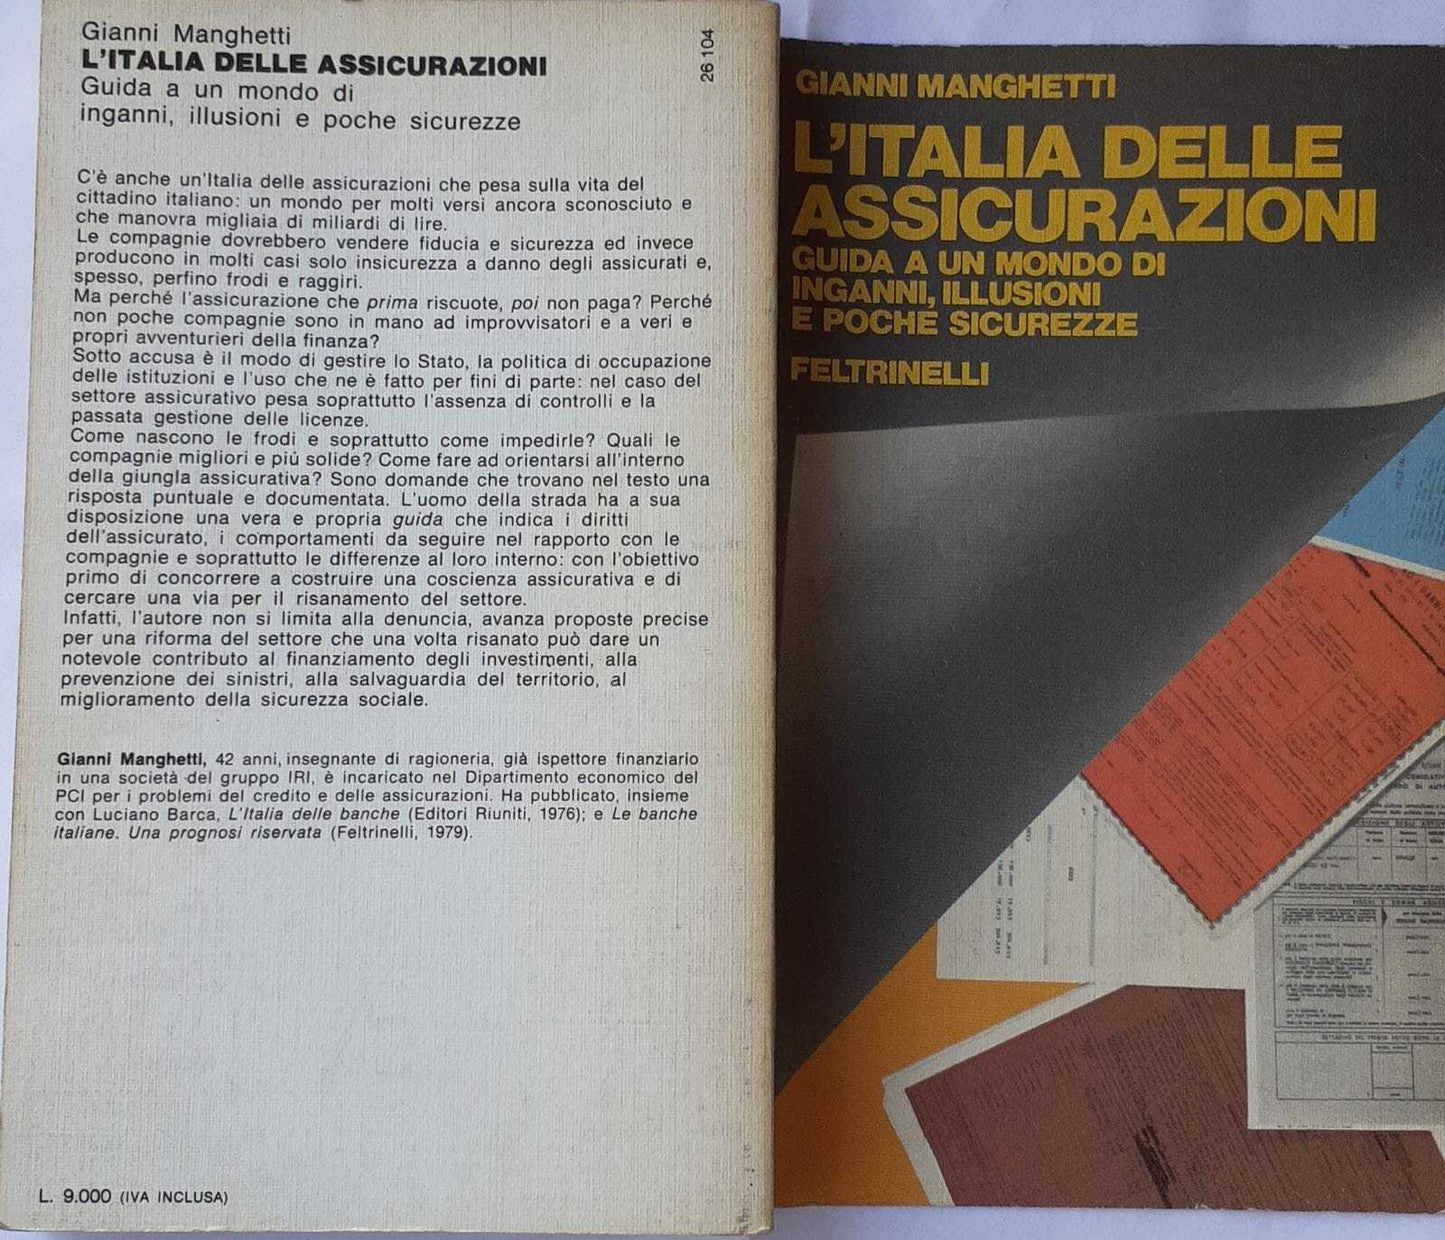 Gianni Manghetti
L'ITALIA DELLE ASSICURAZIONI
Guida a un mondo di
inganni, illusioni e poche sicurezze
26 104
C'è anche un'Italia delle assicurazioni che pesa sulla vita del
cittadino italiano: un mondo per molti versi ancora sconosciuto e
che manovra migliaia di miliardi di lire.
Le compagnie dovrebbero vendere fiducia e sicurezza ed invece
producono in molti casi solo insicurezza a danno degli assicurati e,
spesso, perfino frodi e raggiri.
Ma perché l'assicurazione che prima riscuote, poi non paga? Perché
non poche compagnie sono in mano ad improvvisatori e a veri e
propri avventurieri della finanza?
Sotto accusa è il modo di gestire lo Stato, la politica di occupazione
delle istituzioni e l'uso che ne è fatto per fini di parte: nel caso del
settore assicurativo pesa soprattutto l'assenza di controlli e la
passata gestione delle licenze.
Come nascono le frodi e soprattutto come impedirle? Quali le
compagnie migliori e più solide? Come fare ad orientarsi all'interno
della giungla assicurativa? Sono domande che trovano nel testo una
risposta puntuale e documentata. L'uomo della strada ha a sua
disposizione una vera e propria guida che indica i diritti
dell'assicurato, i comportamenti da seguire nel rapporto con le
compagnie e soprattutto le differenze al loro interno: con l'obiettivo
primo di concorrere a costruire una coscienza assicurativa e di
cercare una via per il risanamento del settore.
Infatti, l'autore non si limita alla denuncia, avanza proposte precise
per una riforma del settore che una volta risanato può dare un
notevole contributo al finanziamento degli investimenti, alla
prevenzione dei sinistri, alla salvaguardia del territorio, al
miglioramento della sicurezza sociale.
Gianni Manghetti, 42 anni, insegnante di ragioneria, già ispettore finanziario
in una società del gruppo IRI, è incaricato nel Dipartimento economico del
PCI per i problemi del credito e delle assicurazioni. Ha pubblicato, insieme
con Luciano Barca, L'Italia delle banche (Editori Riuniti, 1976); e Le banche
italiane. Una prognosi riservata (Feltrinelli, 1979).
L. 9.000 (IVA INCLUSA)
GIANNI MANGHETTI
L'ITALIA DELLE
ASSICURAZIONI
GUIDA A UN MONDO DI
INGANNI, ILLUSIONI
E POCHE SICUREZZE
FELTRINELLI